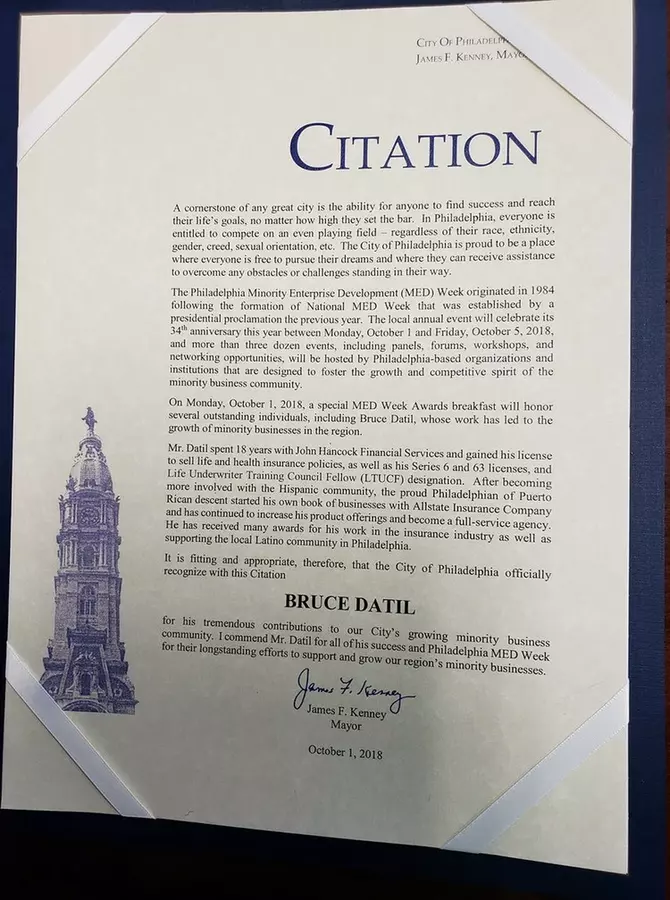 CITY OF PHILADELP
JAMES F. KENNEY, MAYO
CITATION
A cornerstone of any great city is the ability for anyone to find success and reach
their life's goals, no matter how high they set the bar. In Philadelphia, everyone is
entitled to compete on an even playing field – regardless of their race, ethnicity,
gender, creed, sexual orientation, etc. The City of Philadelphia is proud to be a place
where everyone is free to pursue their dreams and where they can receive assistance
to overcome any obstacles or challenges standing in their way.
The Philadelphia Minority Enterprise Development (MED) Week originated in 1984
following the formation of National MED Week that was established by a
presidential proclamation the previous year. The local annual event will celebrate its
34th anniversary this year between Monday, October 1 and Friday, October 5, 2018,
and more than three dozen events, including panels, forums, workshops, and
networking opportunities, will be hosted by Philadelphia-based organizations and
institutions that are designed to foster the growth and competitive spirit of the
minority business community.
On Monday, October 1, 2018, a special MED Week Awards breakfast will honor
several outstanding individuals, including Bruce Datil, whose work has led to the
growth of minority businesses in the region.
Mr. Datil spent 18 years with John Hancock Financial Services and gained his license
to sell life and health insurance policies, as well as his Series 6 and 63 licenses, and
Life Underwriter Training Council Fellow (LTUCF) designation. After becoming
more involved with the Hispanic community, the proud Philadelphian of Puerto
Rican descent started his own book of businesses with Allstate Insurance Company
and has continued to increase his product offerings and become a full-service agency.
He has received many awards for his work in the insurance industry as well as
supporting the local Latino community in Philadelphia.
It is fitting and appropriate, therefore, that the City of Philadelphia officially
recognize with this Citation
BRUCE DATIL
for his tremendous contributions to our City's growing minority business
community. I commend Mr. Datil for all of his success and Philadelphia MED Week
for their longstanding efforts to support and grow our region's minority businesses.
James F. Kenney
James F. Kenney
Mayor
October 1, 2018